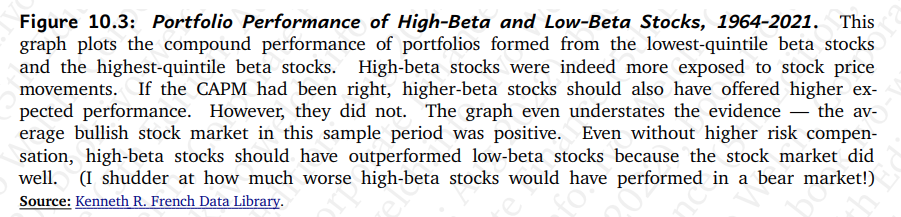 Figure 10.3: Portfolio Performance of High-Beta and Low-Beta Stocks, 1964-2021. This
graph plots the compound performance of portfolios formed from the lowest-quintile beta stocks
and the highest-quintile beta stocks. High-beta stocks were indeed more exposed to stock price
movements. If the CAPM had been right, higher-beta stocks should also have offered higher ex-
pected performance. However, they did not. The graph even understates the evidence — the av-
erage bullish stock market in this sample period was positive. Even without higher risk compen-
sation, high-beta stocks should have outperformed low-beta stocks because the stock market did
well. (I shudder at how much worse high-beta stocks would have performed in a bear market!)
Source: Kenneth R. French Data Library.